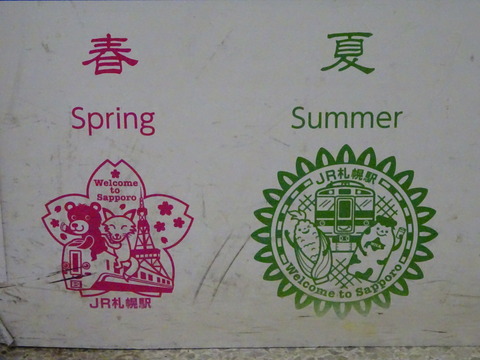 春
Spring
Welcome
to
Sapporo
JR札幌駅
夏
Summer
JR札幌駅
Welcome to Sapporo